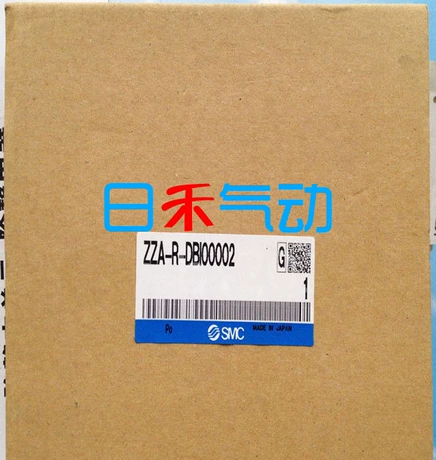 日禾气动
ZZA-R-DBI00002
G
1
Po
SMC
MADE IN JAPAN